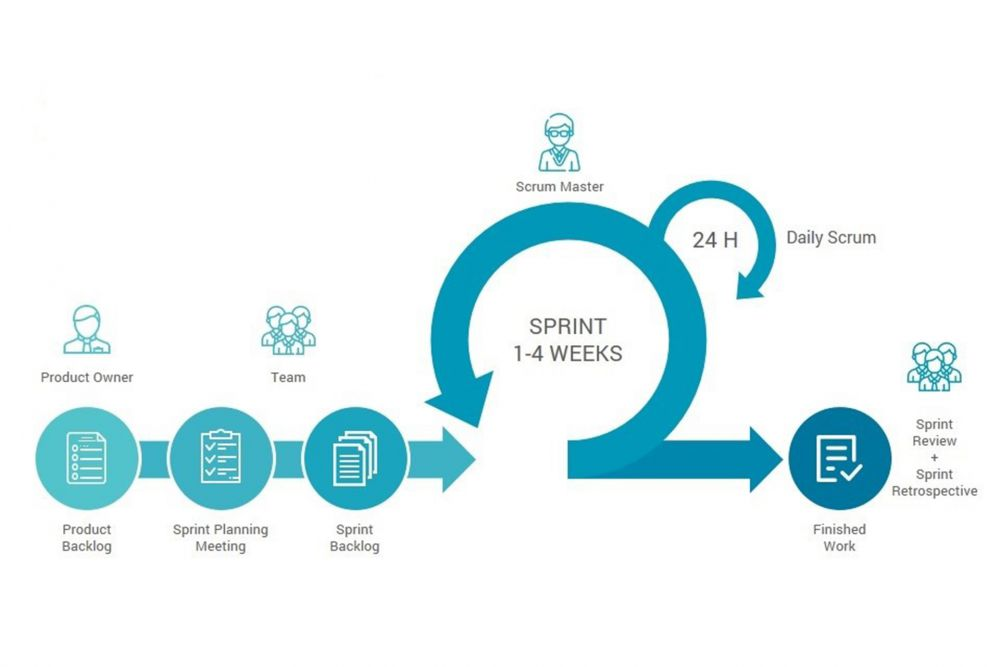 Scrum Master
24 H
Daily Scrum
SPRINT
1-4 WEEKS
Product Owner
Team
Product
Backlog
Sprint Planning
Meeting
Sprint
Backlog
Finished
Work
Sprint
Review
+
Sprint
Retrospective